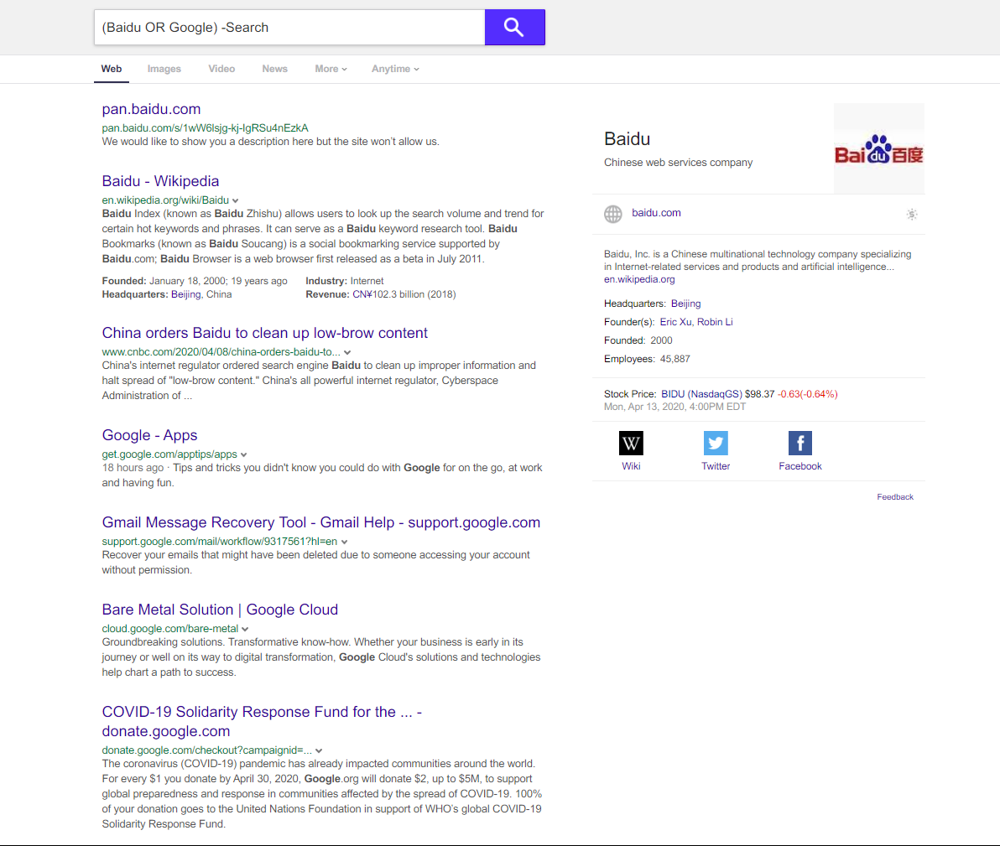 (Baidu OR Google) -Search
Web Images Video News More Anytime
pan.baidu.com
pan.baidu.com/s/1wW6lsjg-kj-IgRSu4nEzkA
We would like to show you a description here but the site won't allow us.
Baidu - Wikipedia
en.wikipedia.org/wiki/Baidu
Baidu Index (known as Baidu Zhishu) allows users to look up the search volume and trend for
certain hot keywords and phrases. It can serve as a Baidu keyword research tool. Baidu
Bookmarks (known as Baidu Soucang) is a social bookmarking service supported by
Baidu.com; Baidu Browser is a web browser first released as a beta in July 2011.
Founded: January 18, 2000; 19 years ago Industry: Internet
Headquarters: Beijing, China Revenue: CN¥102.3 billion (2018)
China orders Baidu to clean up low-brow content
www.cnbc.com/2020/04/08/china-orders-baidu-to...
China's internet regulator ordered search engine Baidu to clean up improper information and
halt spread of "low-brow content." China's all powerful internet regulator, Cyberspace
Administration of ...
Google - Apps
get.google.com/apptips/apps
18 hours ago · Tips and tricks you didn't know you could do with Google for on the go, at work
and having fun.
Gmail Message Recovery Tool - Gmail Help - support.google.com
support.google.com/mail/workflow/9317561?hl=en
Recover your emails that might have been deleted due to someone accessing your account
without permission.
Bare Metal Solution | Google Cloud
cloud.google.com/bare-metal
Groundbreaking solutions. Transformative know-how. Whether your business is early in its
journey or well on its way to digital transformation, Google Cloud's solutions and technologies
help chart a path to success.
COVID-19 Solidarity Response Fund for the ... -
donate.google.com
donate.google.com/checkout?campaignid=...
The coronavirus (COVID-19) pandemic has already impacted communities around the world.
For every $1 you donate by April 30, 2020, Google.org will donate $2, up to $5M, to support
global preparedness and response in communities affected by the spread of COVID-19. 100%
of your donation goes to the United Nations Foundation in support of WHO's global COVID-19
Solidarity Response Fund.
Baidu
Chinese web services company
Bai du 百度
baidu.com
Baidu, Inc. is a Chinese multinational technology company specializing
in Internet-related services and products and artificial intelligence...
en.wikipedia.org
Headquarters: Beijing
Founder(s): Eric Xu, Robin Li
Founded: 2000
Employees: 45,887
Stock Price: BIDU (NasdaqGS) $98.37 -0.63(-0.64%)
Mon, Apr 13, 2020, 4:00PM EDT
W f
Wiki Twitter Facebook
Feedback